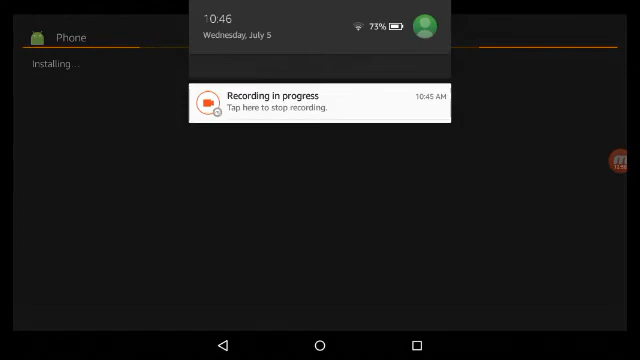 10:46
Wednesday, July 5
73%
Phone
Installing...
Recording in progress
10:45 AM
Tap here to stop recording.